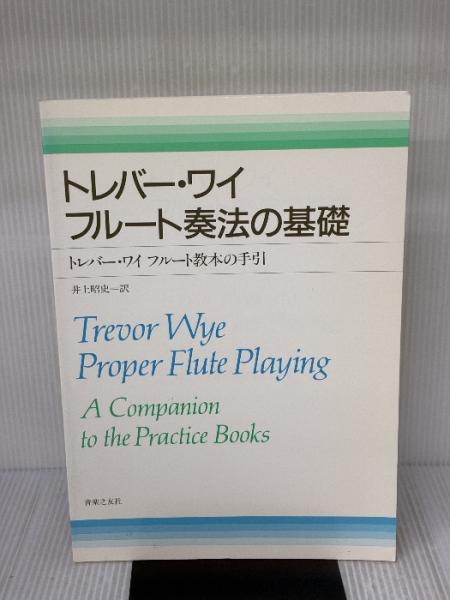 トレバー・ワイ
フルート奏法の基礎
トレバー・ワイ フルート教本の手引
井上昭史―訳
Trevor Wye
Proper Flute Playing
A Companion
to the Practice Books
音楽之友社